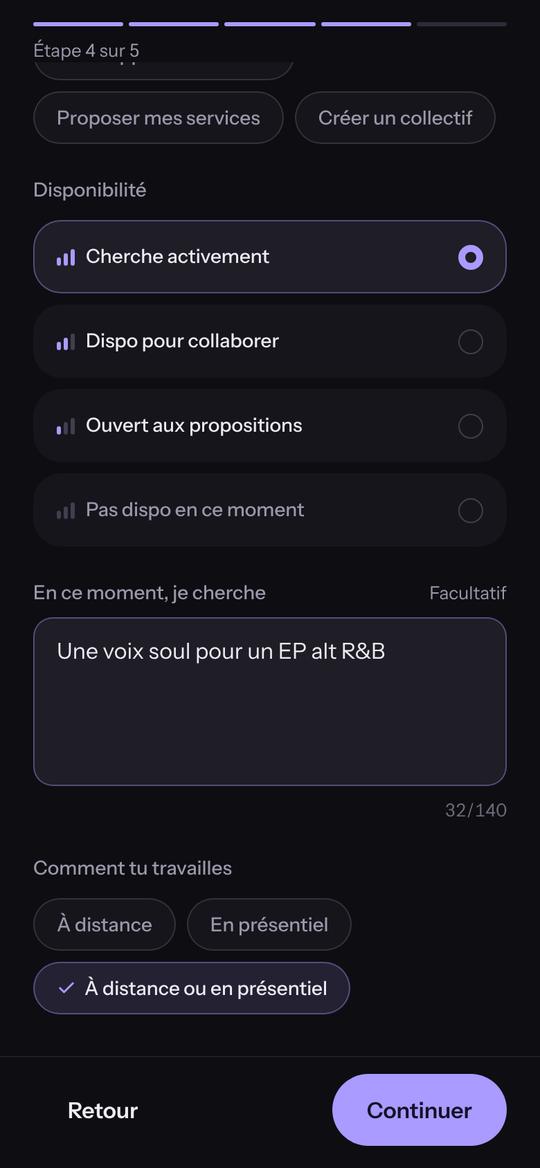 Étape 4 sur 5
Proposer mes services
Créer un collectif
Disponibilité
Cherche activement
Dispo pour collaborer
Ouvert aux propositions
Pas dispo en ce moment
En ce moment, je cherche
Facultatif
Une voix soul pour un EP alt R&B
32/140
Comment tu travailles
À distance
En présentiel
À distance ou en présentiel
Retour
Continuer